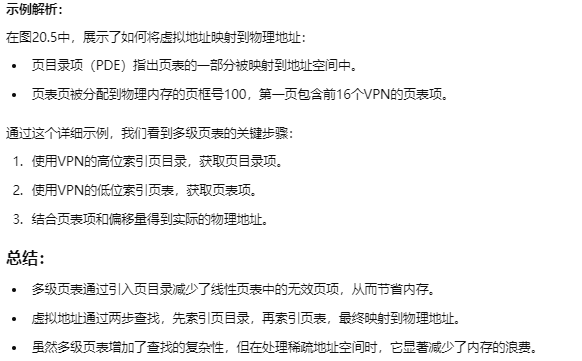 示例解析：
在图20.5中，展示了如何将虚拟地址映射到物理地址：
• 页目录项（PDE）指出页表的一部分被映射到地址空间中。
• 页表页被分配到物理内存的页框号100，第一页包含前16个VPN的页表项。
通过这个详细示例，我们看到多级页表的关键步骤：
1. 使用VPN的高位索引页目录，获取页目录项。
2. 使用VPN的低位索引页表，获取页表项。
3. 结合页表项和偏移量得到实际的物理地址。
总结：
• 多级页表通过引入页目录减少了线性页表中的无效页项，从而节省内存。
• 虚拟地址通过两步查找，先索引页目录，再索引页表，最终映射到物理地址。
• 虽然多级页表增加了查找的复杂性，但在处理稀疏地址空间时，它显著减少了内存的浪费。